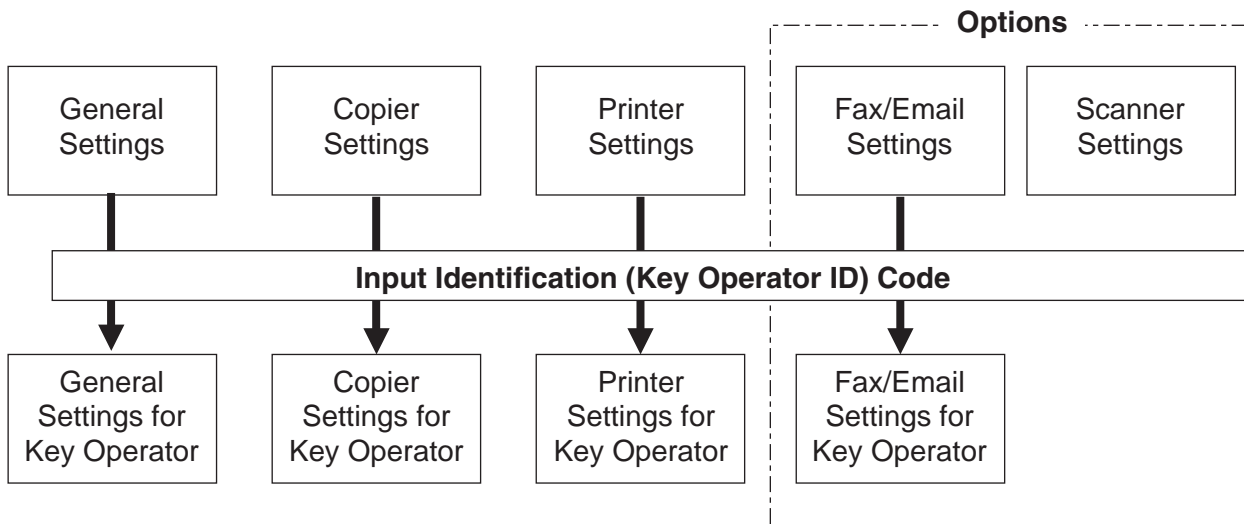 Options
General
Settings
Copier
Settings
Printer
Settings
Fax/Email
Settings
Scanner
Settings
Input Identification (Key Operator ID) Code
General
Settings for
Key Operator
Copier
Settings for
Key Operator
Printer
Settings for
Key Operator
Fax/Email
Settings for
Key Operator